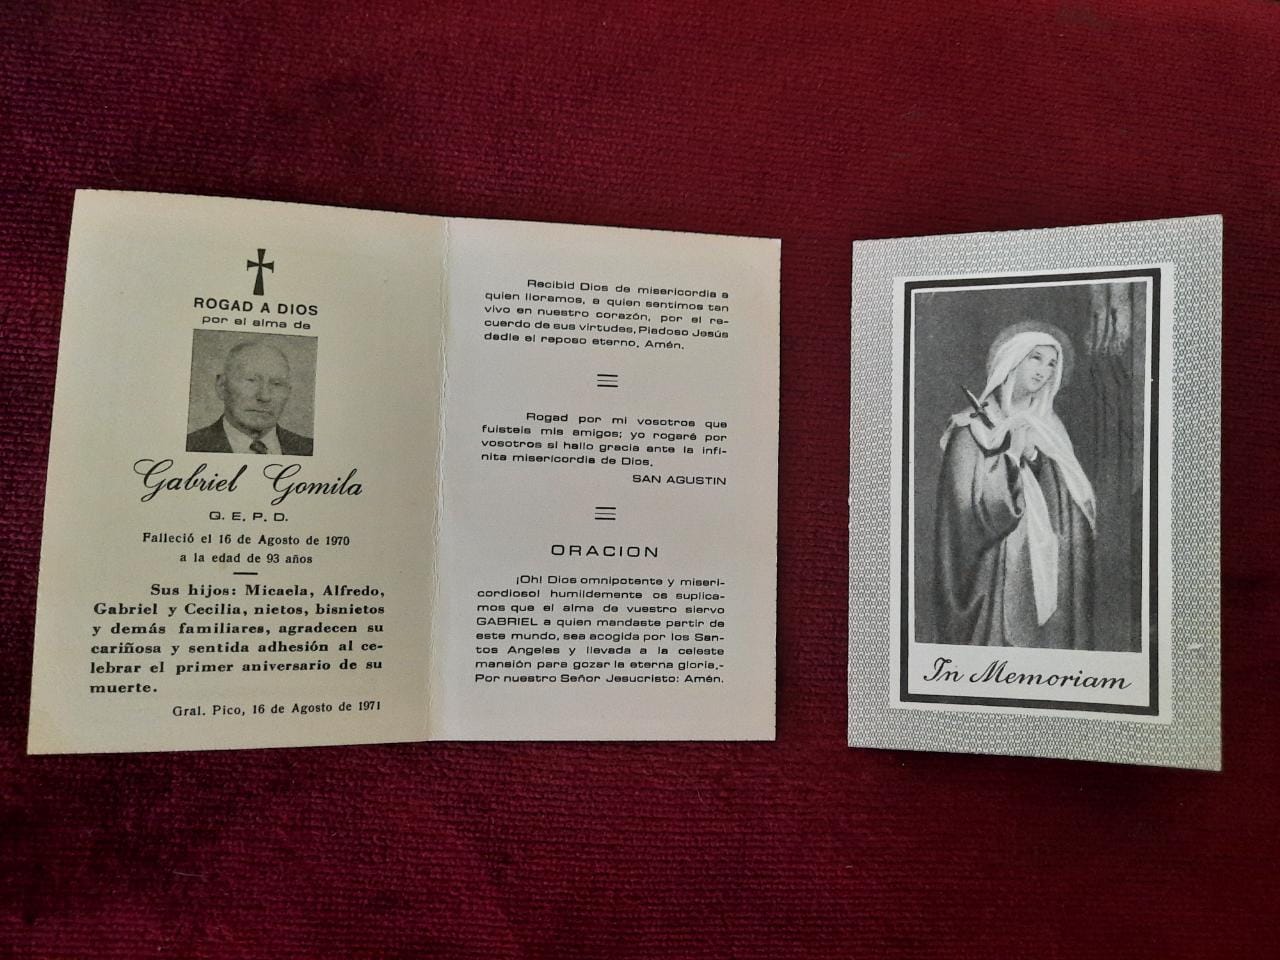 ROGAD A DIOS
por el alma de
Gabriel Gomila
Q. E. P. D.
Falleció el 16 de Agosto de 1970
a la edad de 93 años
Sus hijos: Micaela, Alfredo,
Gabriel y Cecilia, nietos, bisnietos
y demás familiares, agradecen su
cariñosa y sentida adhesión al ce-
lebrar el primer aniversario de su
muerte.
Gral. Pico, 16 de Agosto de 1971
Recibid Dios de misericordia a
quien lloramos, a quien sentimos tan
vivo en nuestro corazón, por el re-
cuerdo de sus virtudes, Piadoso Jesús
dadle el reposo eterno. Amén.
Rogad por mi vosotros que
fuisteis mis amigos; yo rogaré por
vosotros si hallo gracia ante la infi-
nita misericordia de Dios.
SAN AGUSTIN
ORACION
¡Oh! Dios omnipotente y miseri-
cordioso! humildemente os suplica-
mos que el alma de vuestro siervo
GABRIEL a quien mandaste partir de
este mundo, sea acogida por los San-
tos Angeles y llevada a la celeste
mansión para gozar la eterna gloria.-
Por nuestro Señor Jesucristo: Amén.
In Memoriam